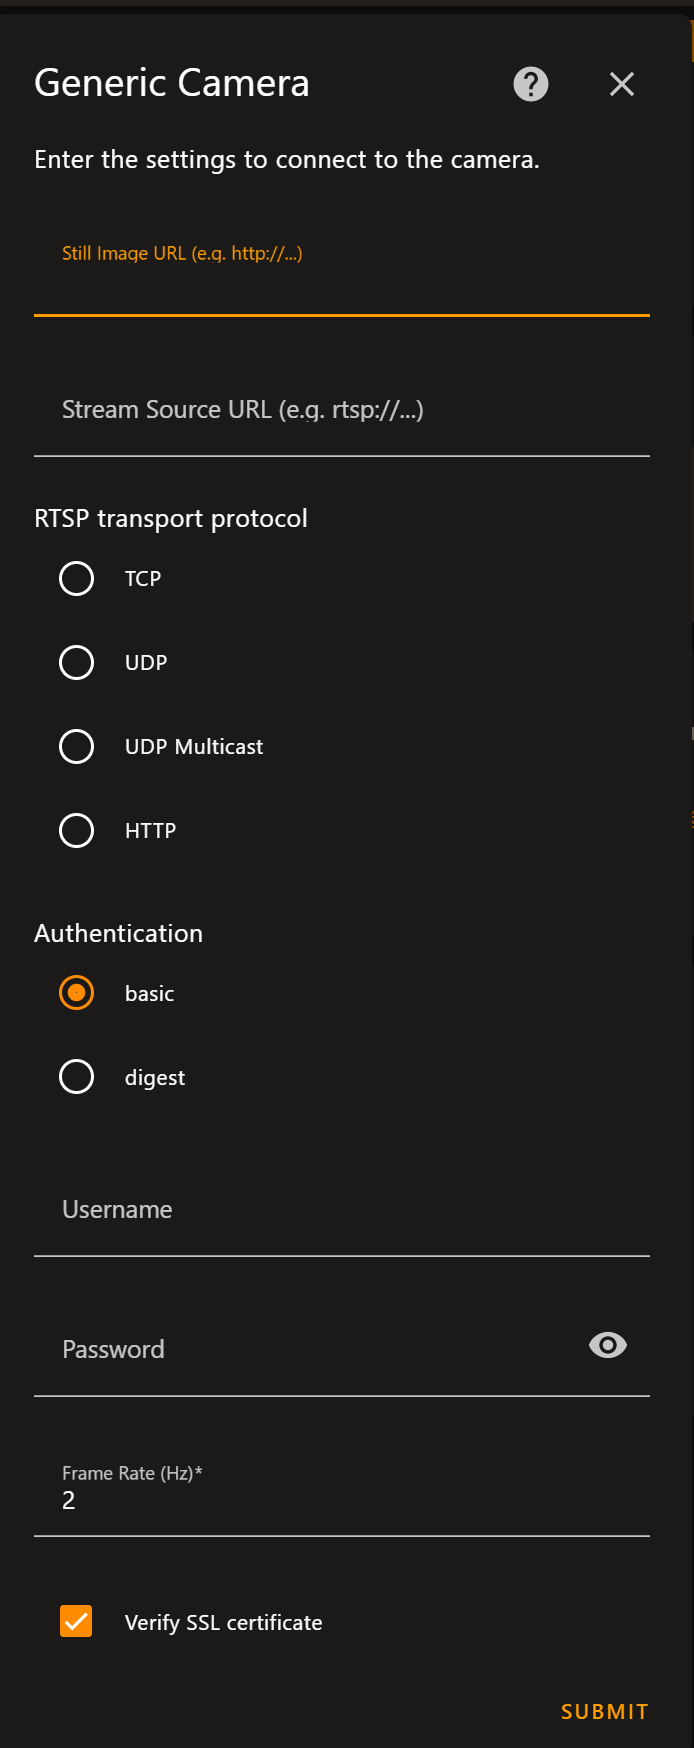 Generic Camera
Enter the settings to connect to the camera.
Still Image URL (e.g. http://...)
Stream Source URL (e.g. rtsp://...)
RTSP transport protocol
TCP
UDP
UDP Multicast
HTTP
Authentication
basic
digest
Username
Password
Frame Rate (Hz)*
2
Verify SSL certificate
SUBMIT